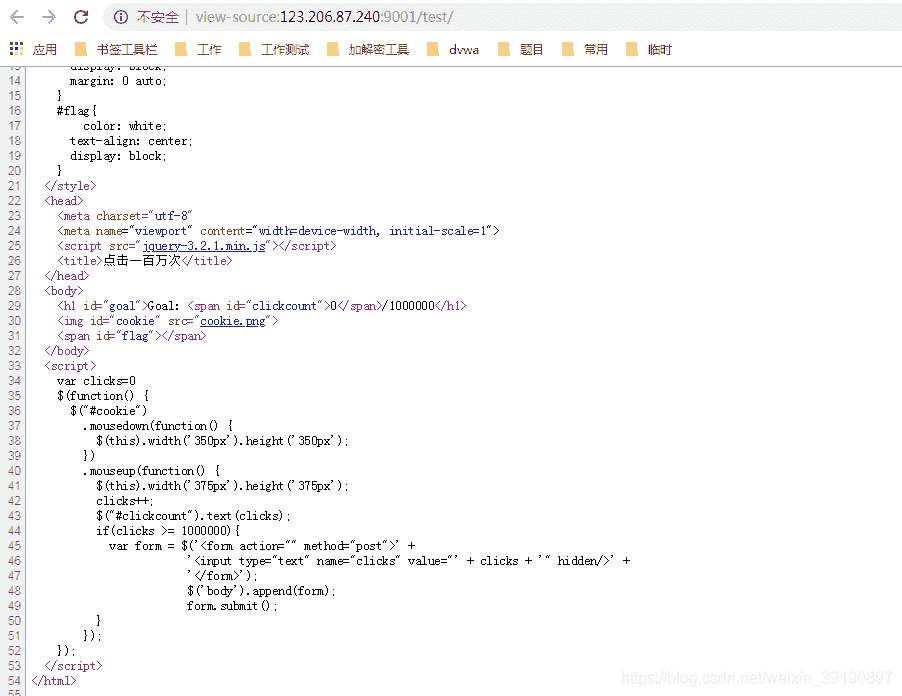 不安全 | view-source:123.206.87.240:9001/test/
应用 书签工具栏 工作 工作测试 加解密工具 dvwa 题目 常用 临时
13 display: block;
14 margin: 0 auto;
15 }
16 #flag{
17 color: white;
18 text-align: center;
19 display: block;
20 }
21 </style>
22 <head>
23 <meta charset="utf-8"
24 <meta name="viewport" content="width=device-width, initial-scale=1">
25 <script src="jquery-3.2.1.min.js"></script>
26 <title>点击一百万次</title>
27 </head>
28 <body>
29 <h1 id="goal">Goal: <span id="clickcount">0</span>/1000000</h1>
30 <img id="cookie" src="cookie.png">
31 <span id="flag"></span>
32 </body>
33 <script>
34 var clicks=0
35 $(function() {
36 $("#cookie")
37 .mousedown(function() {
38 $(this).width('350px').height('350px');
39 })
40 .mouseup(function() {
41 $(this).width('375px').height('375px');
42 clicks++;
43 $("#clickcount").text(clicks);
44 if(clicks >= 1000000){
45 var form = $('<form action="" method="post">' +
46 '<input type="text" name="clicks" value="' + clicks + '" hidden/>' +
47 '</form>');
48 $('body').append(form);
49 form.submit();
50 }
51 });
52 });
53 </script>
54 </html>
55
https://blog.csdn.net/weixin_39190897